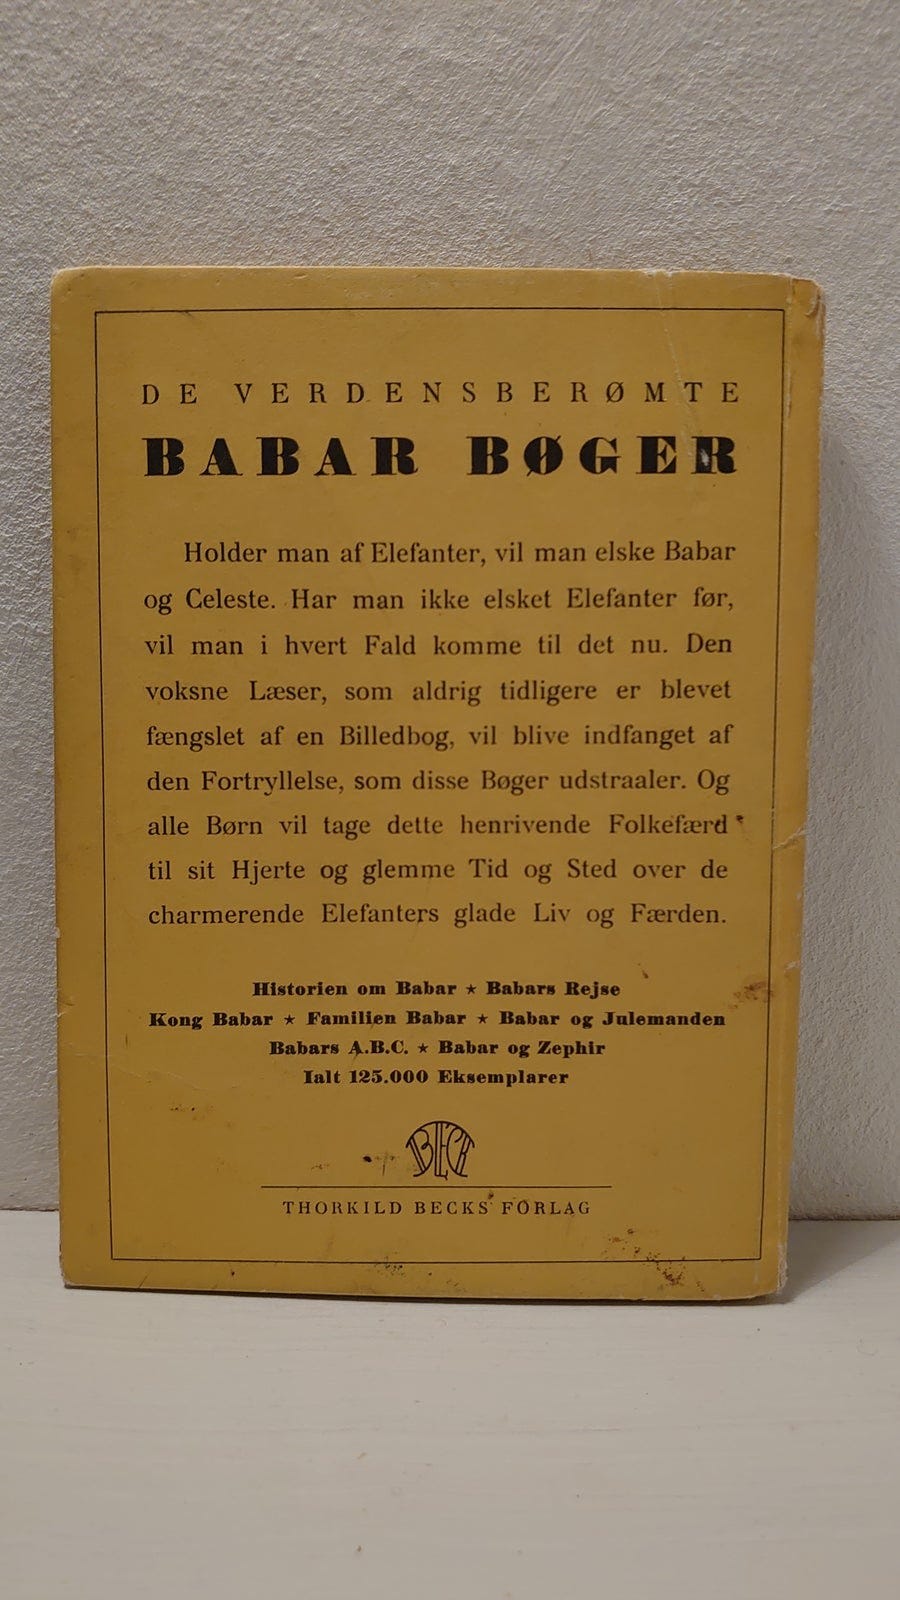 DE VERDENSBERØMTE
BABAR BØGER
Holder man af Elefanter, vil man elske Babar
og Celeste. Har man ikke elsket Elefanter før,
vil man i hvert Fald komme til det nu. Den
voksne Læser, som aldrig tidligere er blevet
fængslet af en Billedbog, vil blive indfanget af
den Fortryllelse, som disse Bøger udstraaler. Og
alle Børn vil tage dette henrivende Folkefærd
til sit Hjerte og glemme Tid og Sted over de
charmerende Elefanters glade Liv og Færden.
Historien om Babar ★ Babars Rejse
Kong Babar ★ Familien Babar ★ Babar og Julemanden
Babars A.B.C. ★ Babar og Zephir
Ialt 125.000 Eksemplarer
BECK
THORKILD BECKS FORLAG